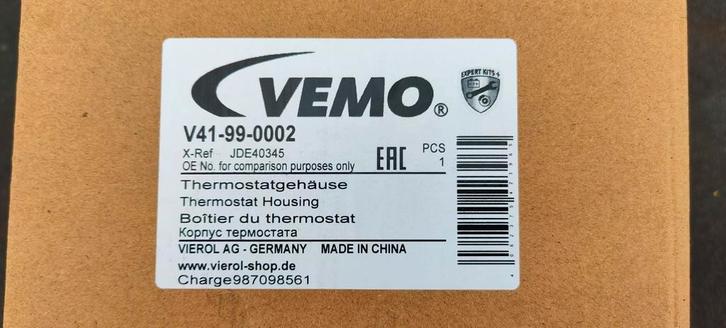 VEMO®
EXPERT KITS +
V41-99-0002
X-Ref JDE40345
OE No. for comparison purposes only
EAC
PCS
1
Thermostatgehäuse
Thermostat Housing
Boîtier du thermostat
Корпус термостата
VIEROL AG - GERMANY MADE IN CHINA
www.vierol-shop.de
Charge987098561